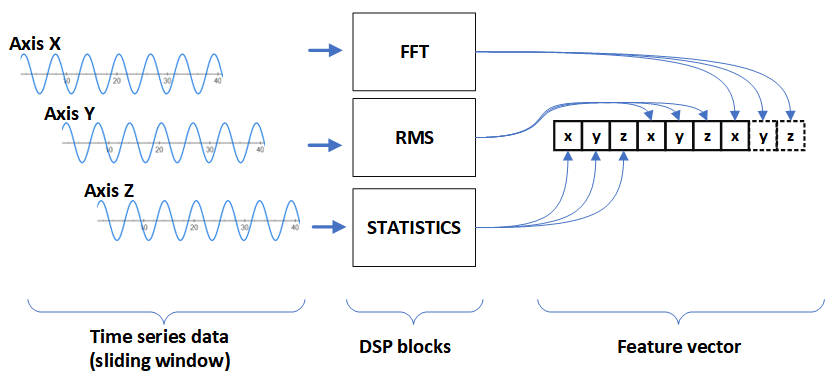 Axis X
10
20
30
40
FFT
Axis Y
10
20
30
40
RMS
x y z x y z x y z
Axis Z
10
20
30
40
STATISTICS
Time series data
(sliding window)
DSP blocks
Feature vector